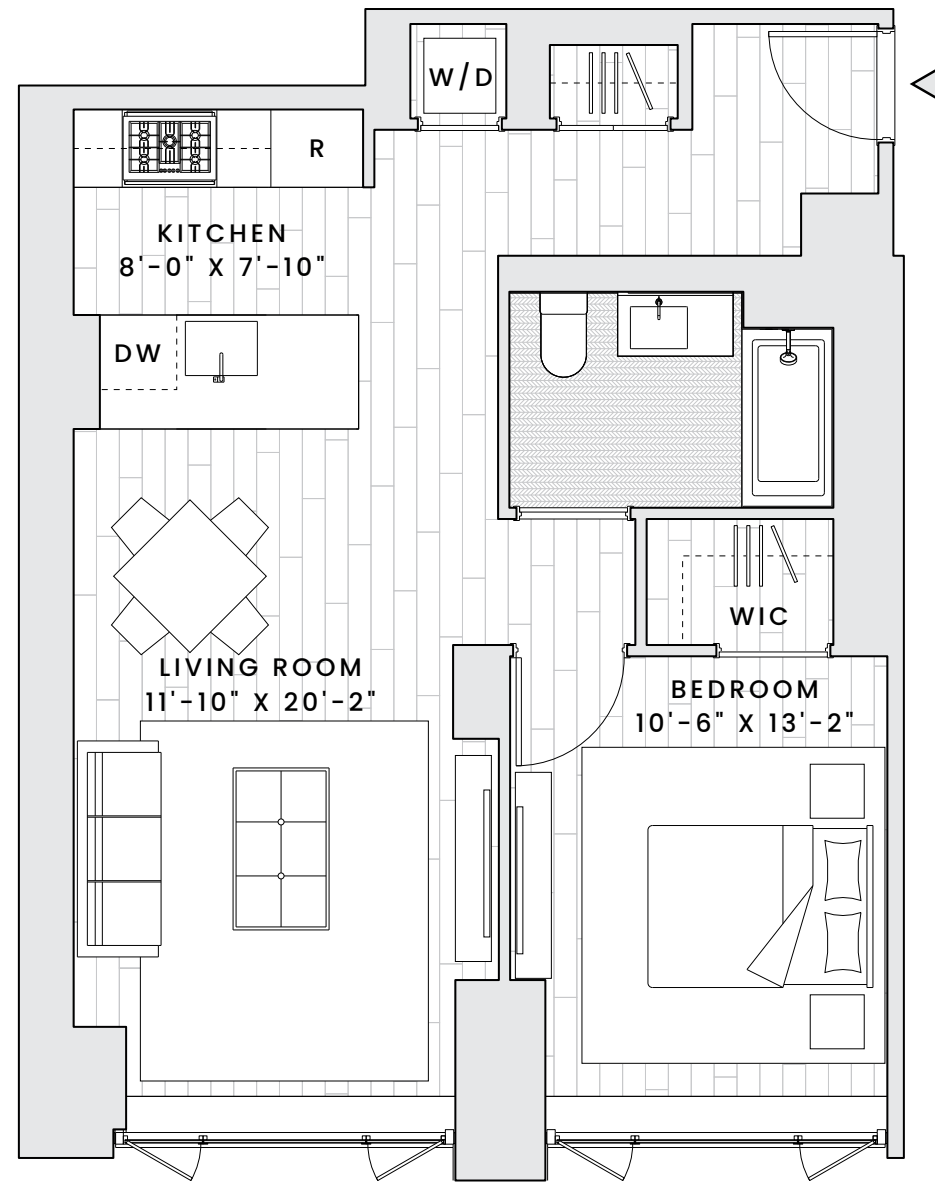 W/D
R
KITCHEN
8'-0" X 7'-10"
DW
WIC
LIVING ROOM
11'-10" X 20'-2"
BEDROOM
10'-6" X 13'-2"